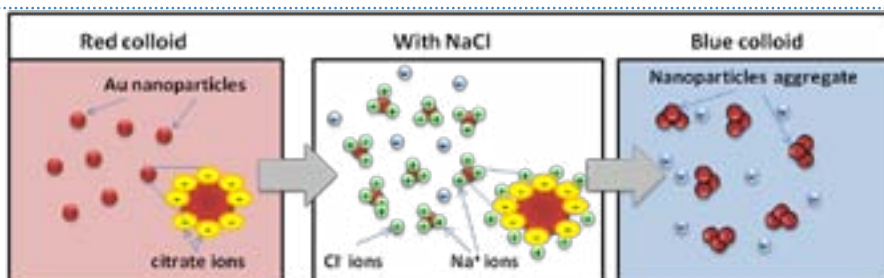 Red colloid
With NaCl
Blue colloid
Au nanoparticles
Nanoparticles aggregate
citrate ions
Cl⁻ ions
Na⁺ ions